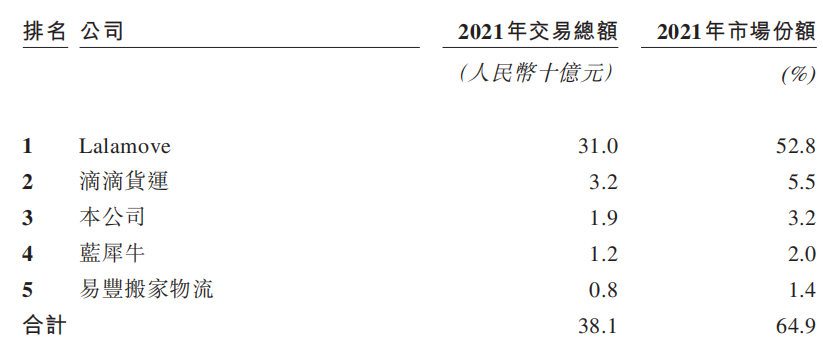 排名 公司 2021年交易總額 2021年市場份額
(人民幣十億元) (%)
1 Lalamove 31.0 52.8
2 滴滴貨運 3.2 5.5
3 本公司 1.9 3.2
4 藍犀牛 1.2 2.0
5 易豐搬家物流 0.8 1.4
合計 38.1 64.9